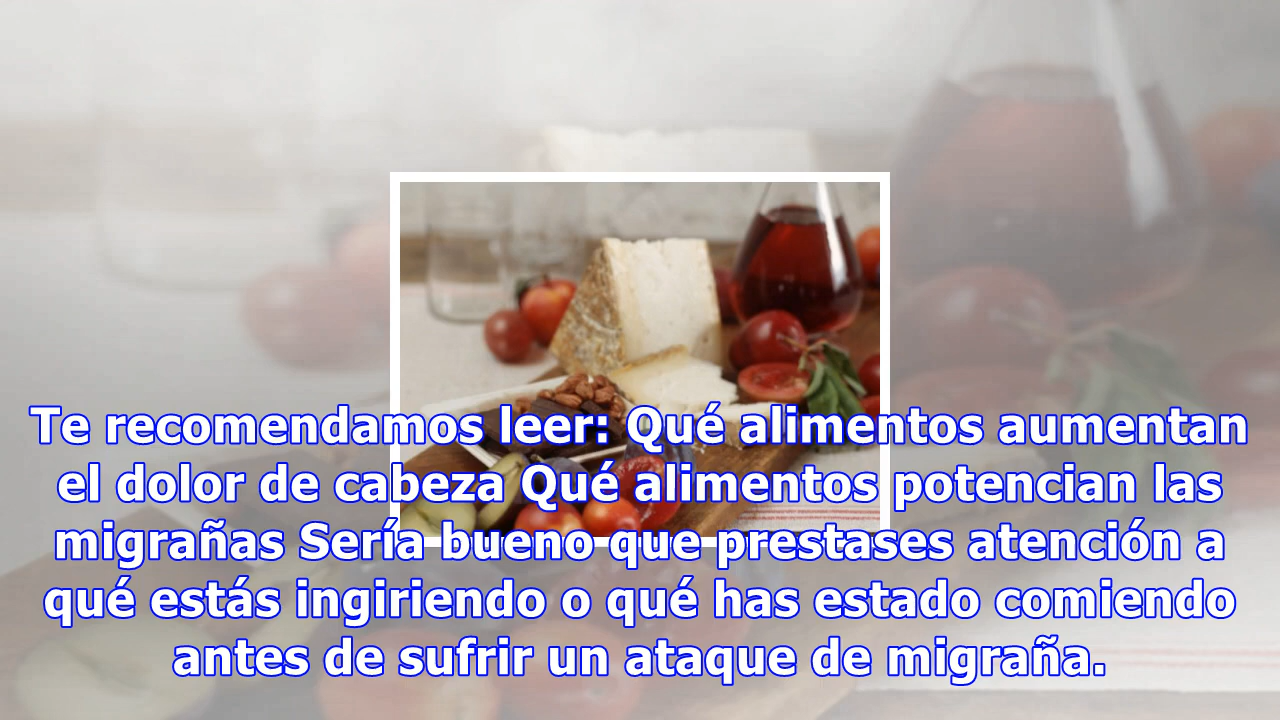 Te recomendamos leer: Qué alimentos aumentan
el dolor de cabeza Qué alimentos potencian las
migrañas Sería bueno que prestases atención a
qué estás ingiriendo o qué has estado comiendo
antes de sufrir un ataque de migraña.